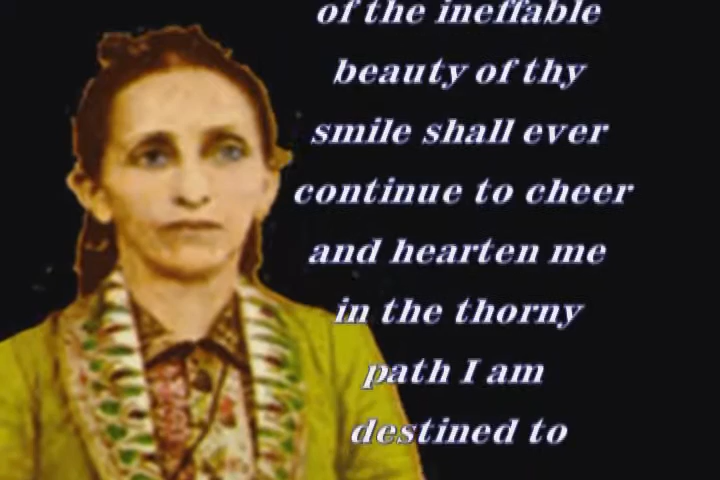 of the ineffable
beauty of thy
smile shall ever
continue to cheer
and hearten me
in the thorny
path I am
destined to